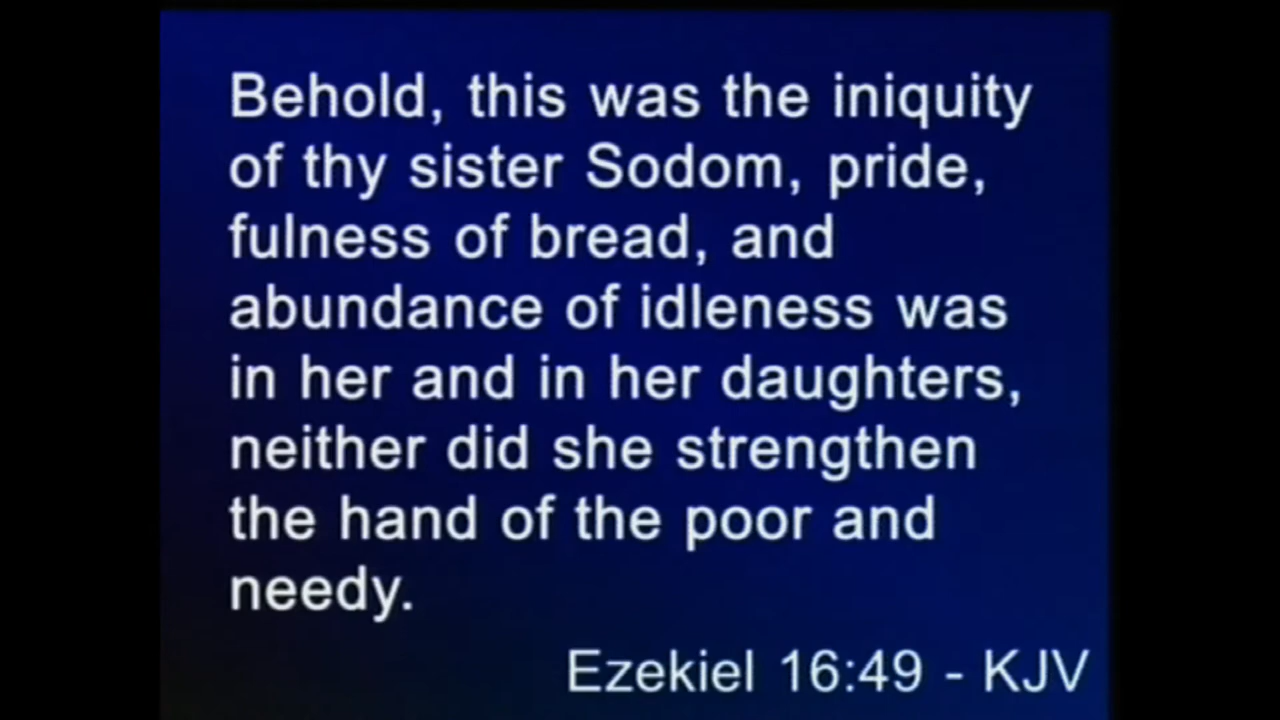 Behold, this was the iniquity
of thy sister Sodom, pride,
fulness of bread, and
abundance of idleness was
in her and in her daughters,
neither did she strengthen
the hand of the poor and
needy.
Ezekiel 16:49 - KJV